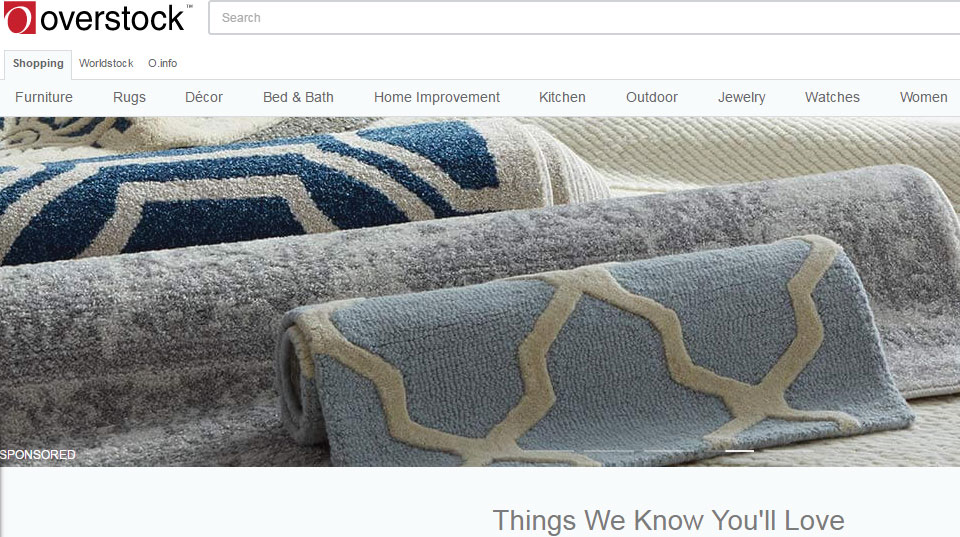 overstock™
Search
Shopping Worldstock O.info
Furniture Rugs Décor Bed & Bath Home Improvement Kitchen Outdoor Jewelry Watches Women
SPONSORED
Things We Know You'll Love